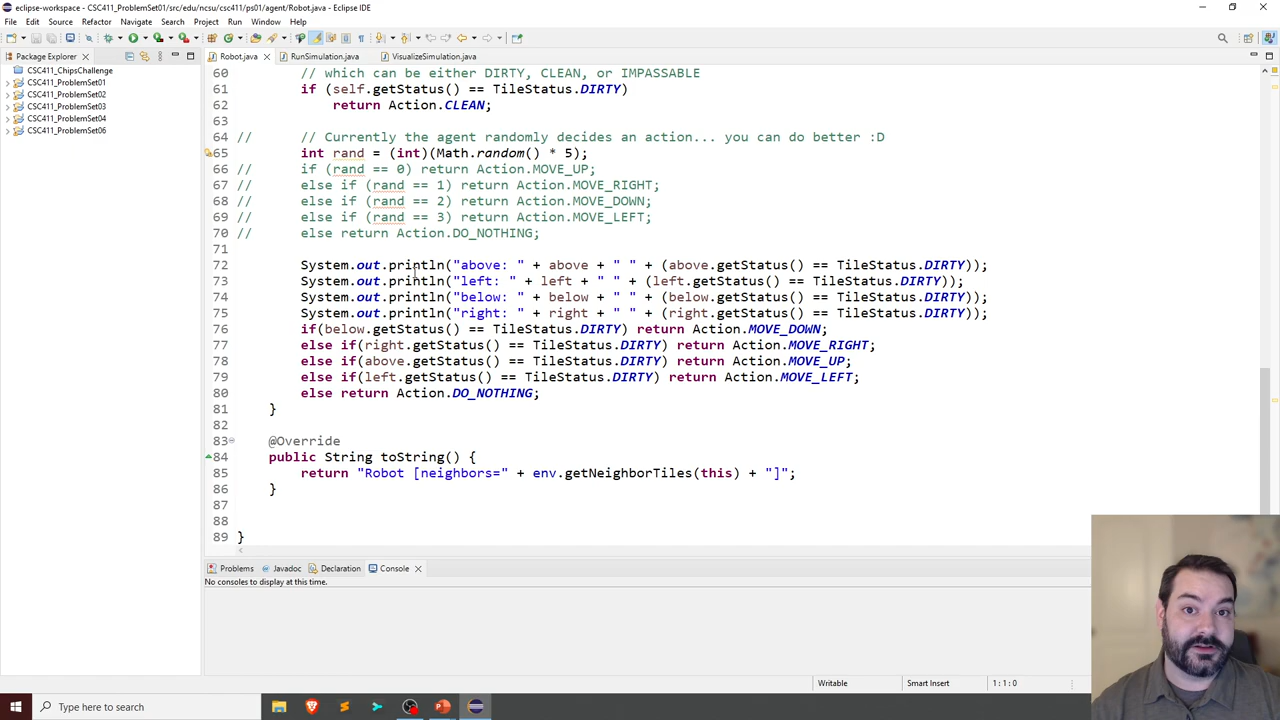 eclipse-workspace - CSC411_ProblemSet01/src/edu/ncsu/csc411/ps01/agent/Robot.java - Eclipse IDE
File Edit Source Refactor Navigate Search Project Run Window Help
Package Explorer
Robot.java RunSimulation.java VisualizeSimulation.java
CSC411_ChipsChallenge
CSC411_ProblemSet01
CSC411_ProblemSet02
CSC411_ProblemSet03
CSC411_ProblemSet04
CSC411_ProblemSet06
60 // which can be either DIRTY, CLEAN, or IMPASSABLE
61 if (self.getStatus() == TileStatus.DIRTY)
62 return Action.CLEAN;
63
64 // // Currently the agent randomly decides an action... you can do better :D
65 int rand = (int)(Math.random() * 5);
66 // if (rand == 0) return Action.MOVE_UP;
67 // else if (rand == 1) return Action.MOVE_RIGHT;
68 // else if (rand == 2) return Action.MOVE_DOWN;
69 // else if (rand == 3) return Action.MOVE_LEFT;
70 // else return Action.DO_NOTHING;
71
72 System.out.println("above: " + above + " " + (above.getStatus() == TileStatus.DIRTY));
73 System.out.println("left: " + left + " " + (left.getStatus() == TileStatus.DIRTY));
74 System.out.println("below: " + below + " " + (below.getStatus() == TileStatus.DIRTY));
75 System.out.println("right: " + right + " " + (right.getStatus() == TileStatus.DIRTY));
76 if(below.getStatus() == TileStatus.DIRTY) return Action.MOVE_DOWN;
77 else if(right.getStatus() == TileStatus.DIRTY) return Action.MOVE_RIGHT;
78 else if(above.getStatus() == TileStatus.DIRTY) return Action.MOVE_UP;
79 else if(left.getStatus() == TileStatus.DIRTY) return Action.MOVE_LEFT;
80 else return Action.DO_NOTHING;
81 }
82
83 @Override
84 public String toString() {
85 return "Robot [neighbors=" + env.getNeighborTiles(this) + "]";
86 }
87
88
89 }
Problems Javadoc Declaration Console
No consoles to display at this time.
Writable Smart Insert 1:1:0
Type here to search